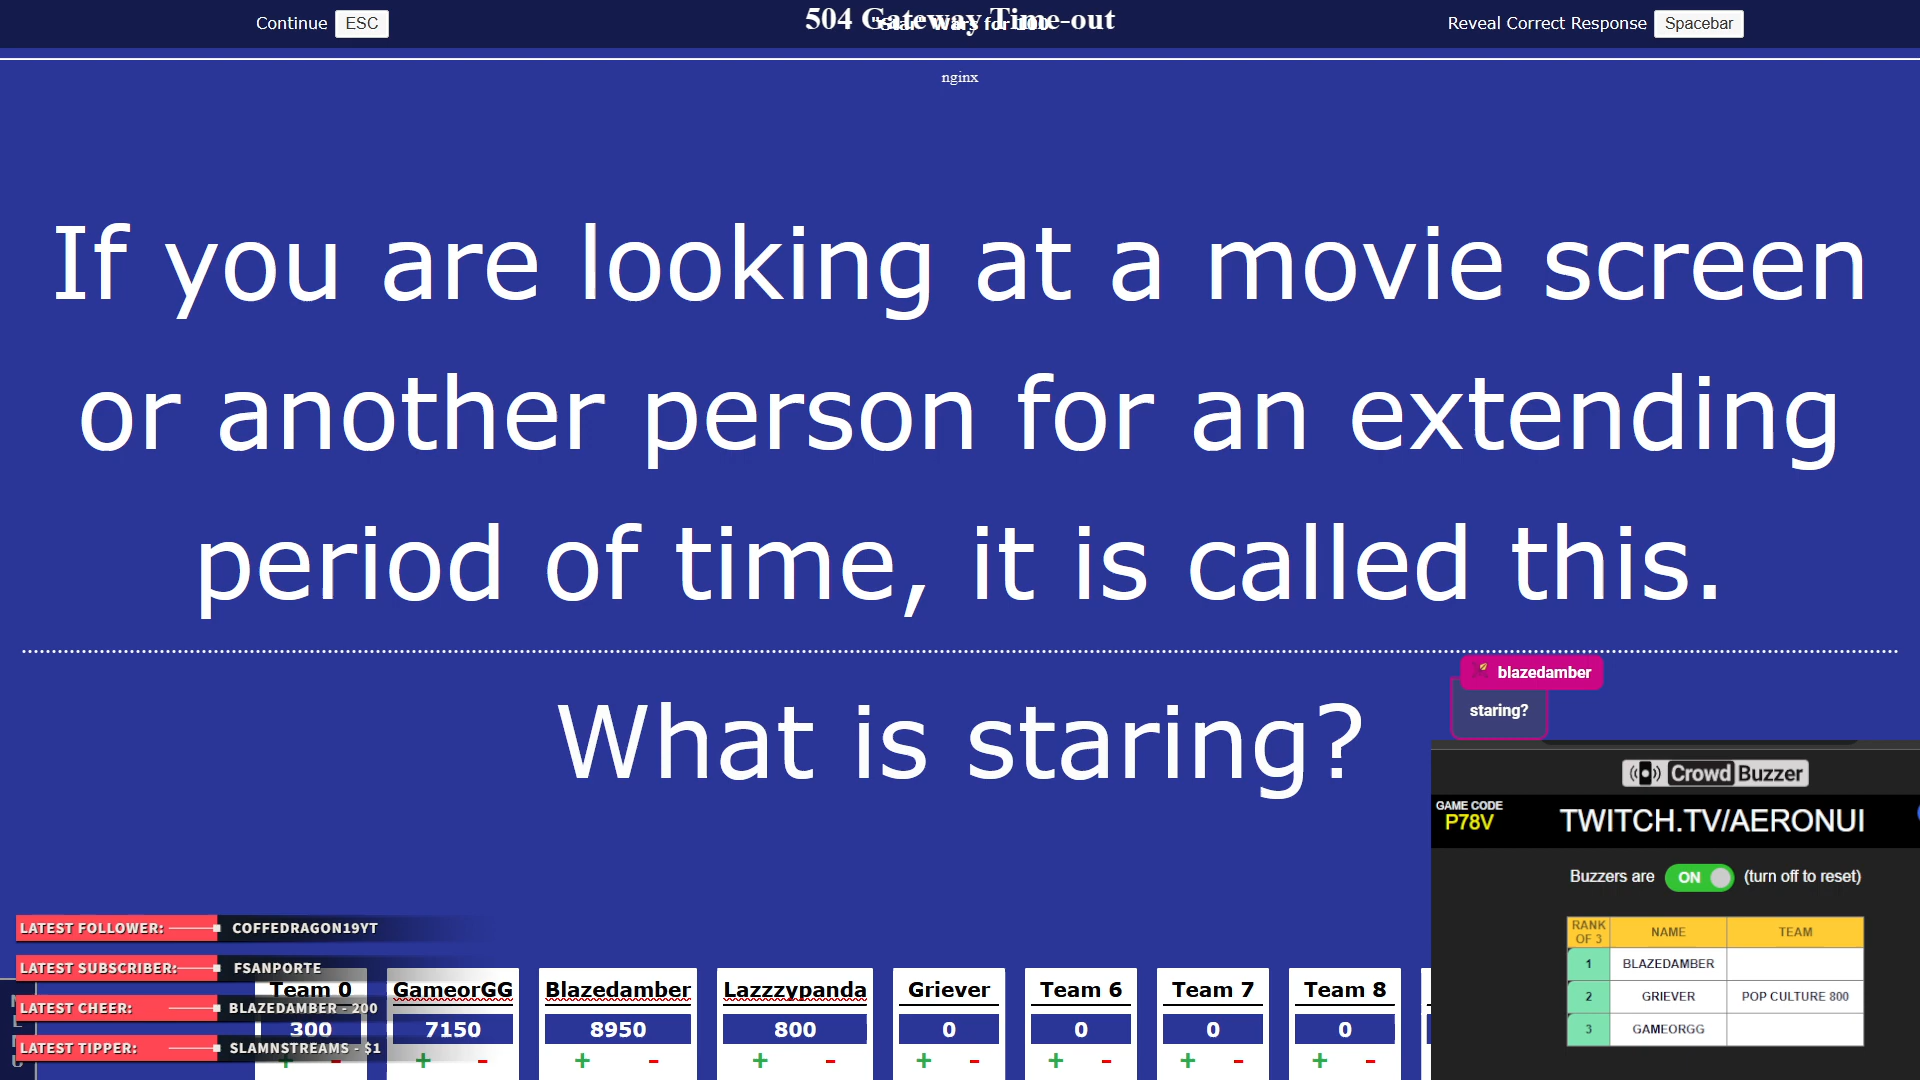 Continue ESC
504 Gateway Time-out
"Star" Wars for 100
Reveal Correct Response Spacebar
nginx
If you are looking at a movie screen
or another person for an extending
period of time, it is called this.
What is staring?
blazedamber
staring?
CrowdBuzzer
GAME CODE
P78V
TWITCH.TV/AERONUI
Buzzers are ON (turn off to reset)
RANK OF 3 NAME TEAM
1 BLAZEDAMBER
2 GRIEVER POP CULTURE 800
3 GAMEORGG
LATEST FOLLOWER: COFFEDRAGON19YT
LATEST SUBSCRIBER: FSANPORTE
LATEST CHEER: BLAZEDAMBER - 200
LATEST TIPPER: SLAMNSTREAMS - $1
Team 0 GameorGG Blazedamber Lazzzypanda Griever Team 6 Team 7 Team 8
300 7150 8950 800 0 0 0 0
+ - + - + - + - + - + - + - + -